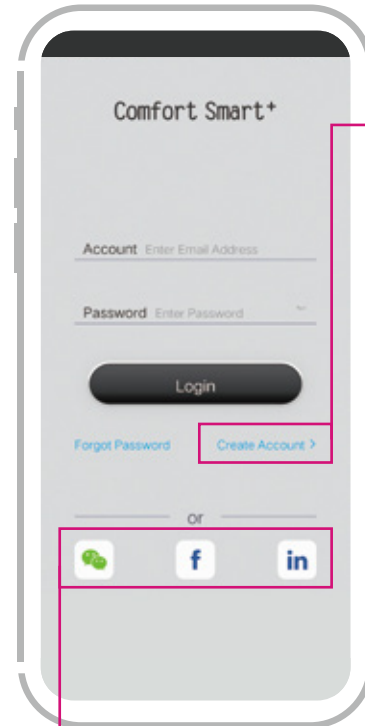 Comfort Smart+
Account Enter Email Address
Password Enter Password
Login
Forgot Password Create Account >
or
f in